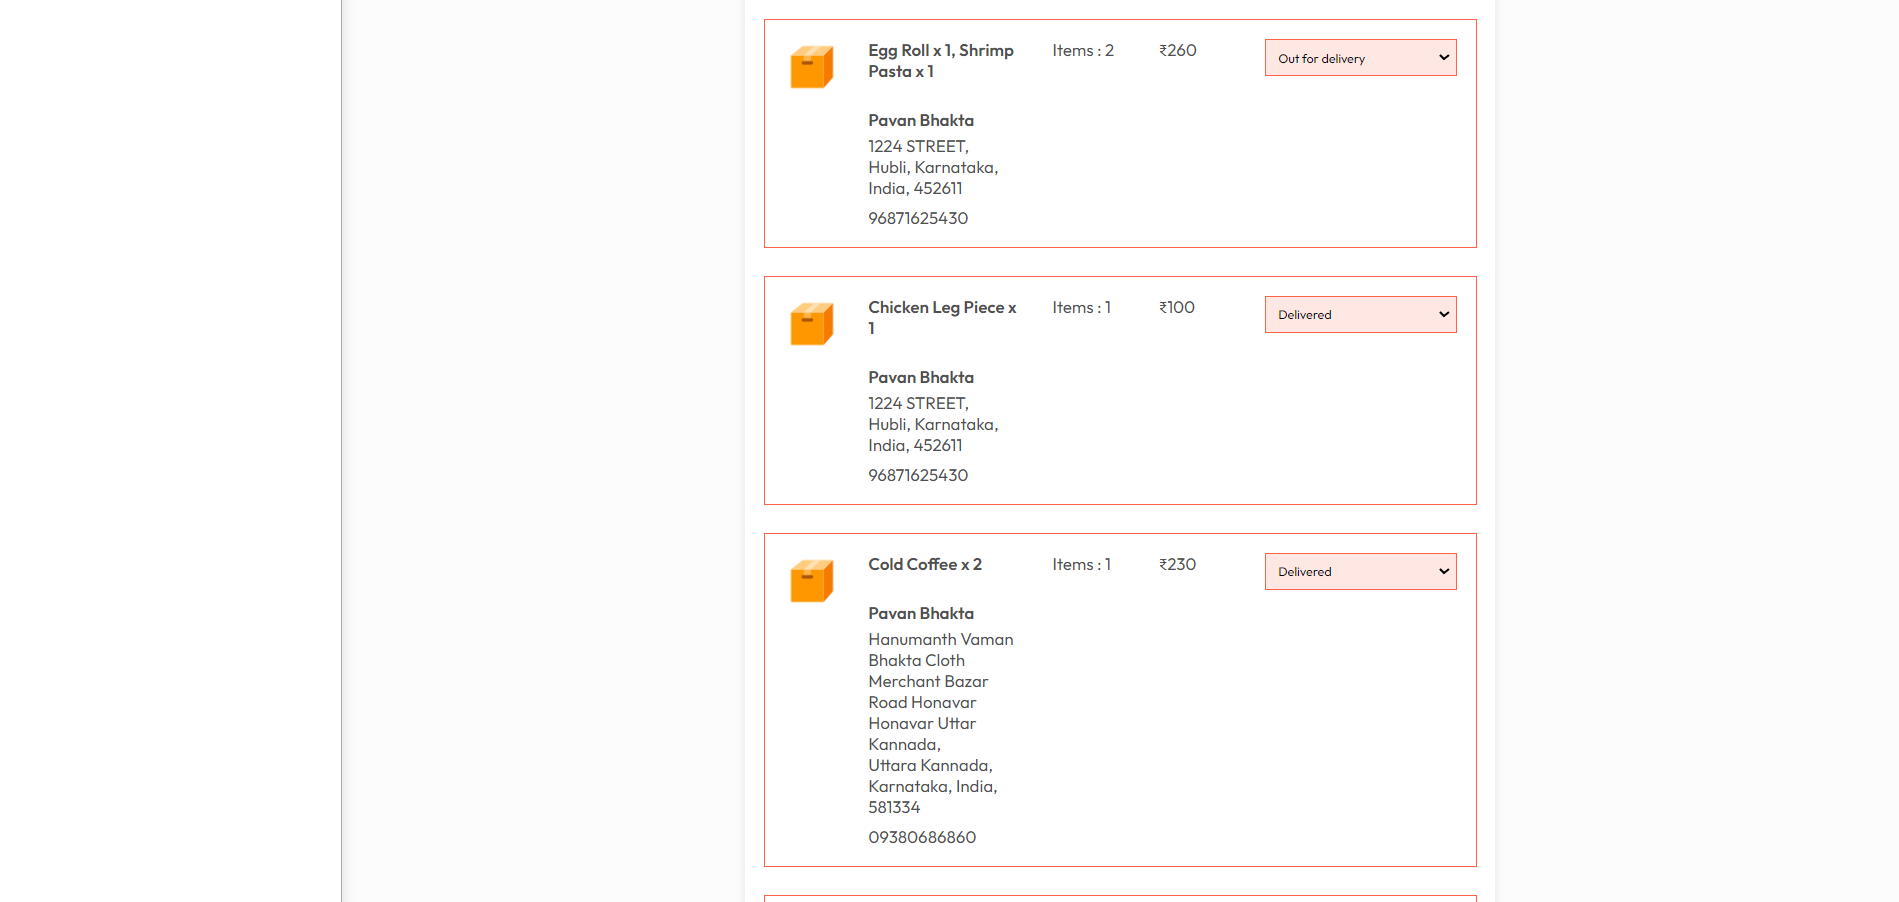 Egg Roll x 1, Shrimp
Pasta x 1
Items : 2
₹260
Out for delivery
Pavan Bhakta
1224 STREET,
Hubli, Karnataka,
India, 452611
96871625430
Chicken Leg Piece x
1
Items : 1
₹100
Delivered
Pavan Bhakta
1224 STREET,
Hubli, Karnataka,
India, 452611
96871625430
Cold Coffee x 2
Items : 1
₹230
Delivered
Pavan Bhakta
Hanumanth Vaman
Bhakta Cloth
Merchant Bazar
Road Honavar
Honavar Uttar
Kannada,
Uttara Kannada,
Karnataka, India,
581334
09380686860